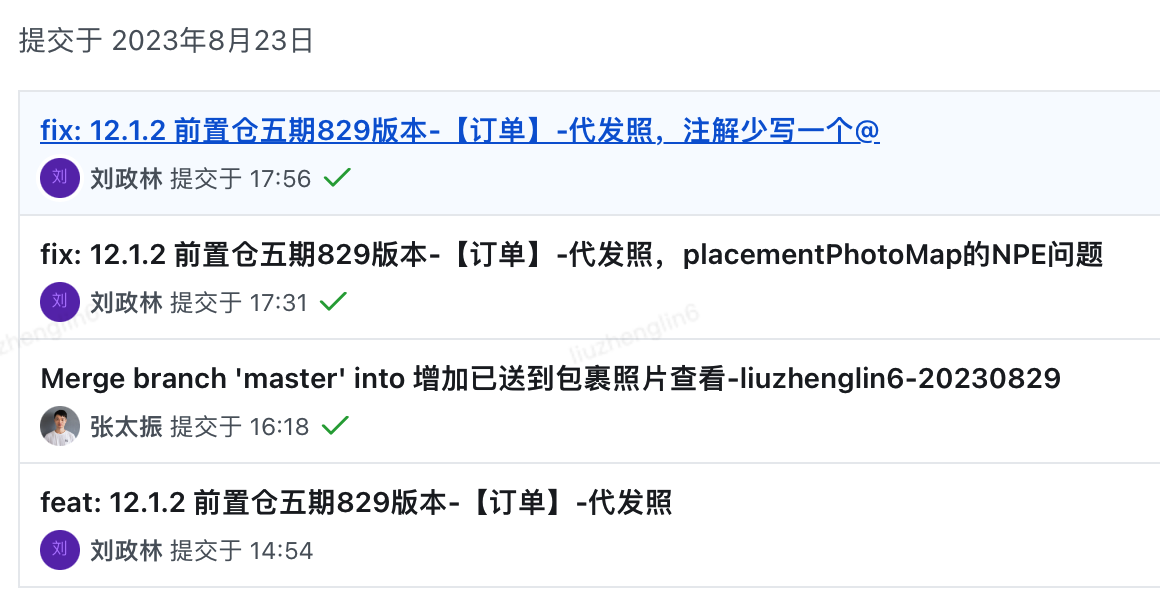 提交于 2023年8月23日
fix: 12.1.2 前置仓五期829版本-【订单】-代发照，注解少写一个@
刘
刘政林 提交于 17:56
fix: 12.1.2 前置仓五期829版本-【订单】-代发照，placementPhotoMap的NPE问题
刘
刘政林 提交于 17:31
zhenglin6
liuzhenglin6
Merge branch 'master' into 增加已送到包裹照片查看-liuzhenglin6-20230829
张太振 提交于 16:18
feat: 12.1.2 前置仓五期829版本-【订单】-代发照
刘
刘政林 提交于 14:54